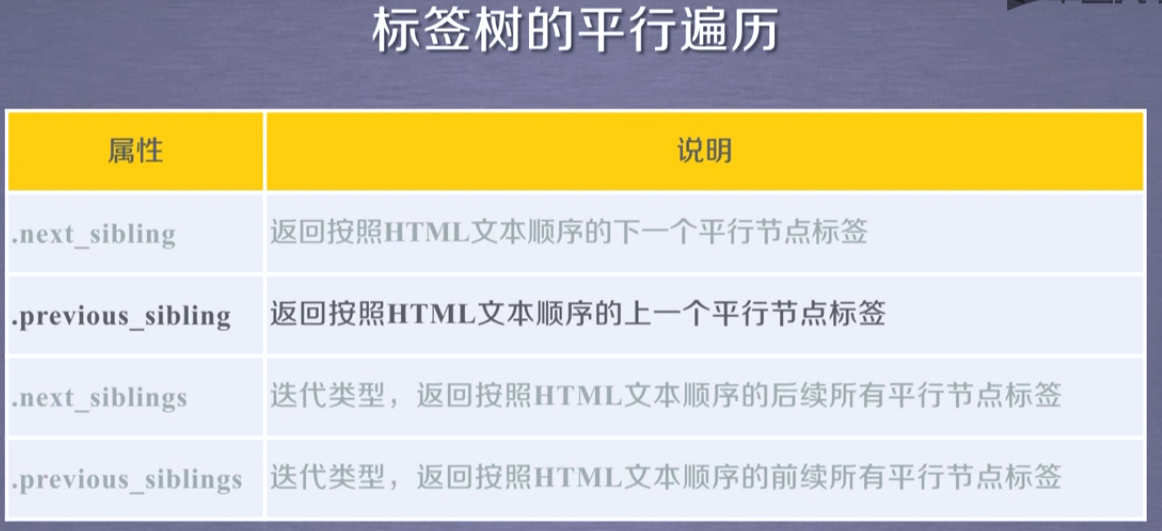 标签树的平行遍历
属性 说明
.next_sibling 返回按照HTML文本顺序的下一个平行节点标签
.previous_sibling 返回按照HTML文本顺序的上一个平行节点标签
.next_siblings 迭代类型，返回按照HTML文本顺序的后续所有平行节点标签
.previous_siblings 迭代类型，返回按照HTML文本顺序的前续所有平行节点标签